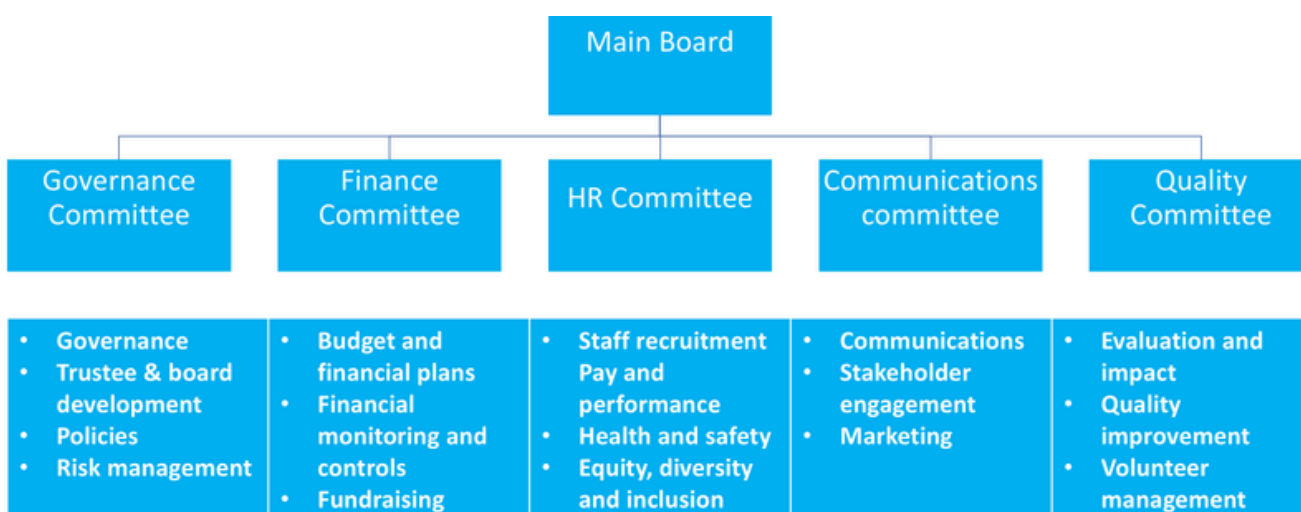 Main Board
Governance
Committee
Finance
Committee
HR Committee
Communications
committee
Quality
Committee
• Governance
• Trustee & board
development
• Policies
• Risk management
• Budget and
financial plans
• Financial
monitoring and
controls
• Fundraising
• Staff recruitment
Pay and
performance
• Health and safety
• Equity, diversity
and inclusion
• Communications
• Stakeholder
engagement
• Marketing
• Evaluation and
impact
• Quality
improvement
• Volunteer
management